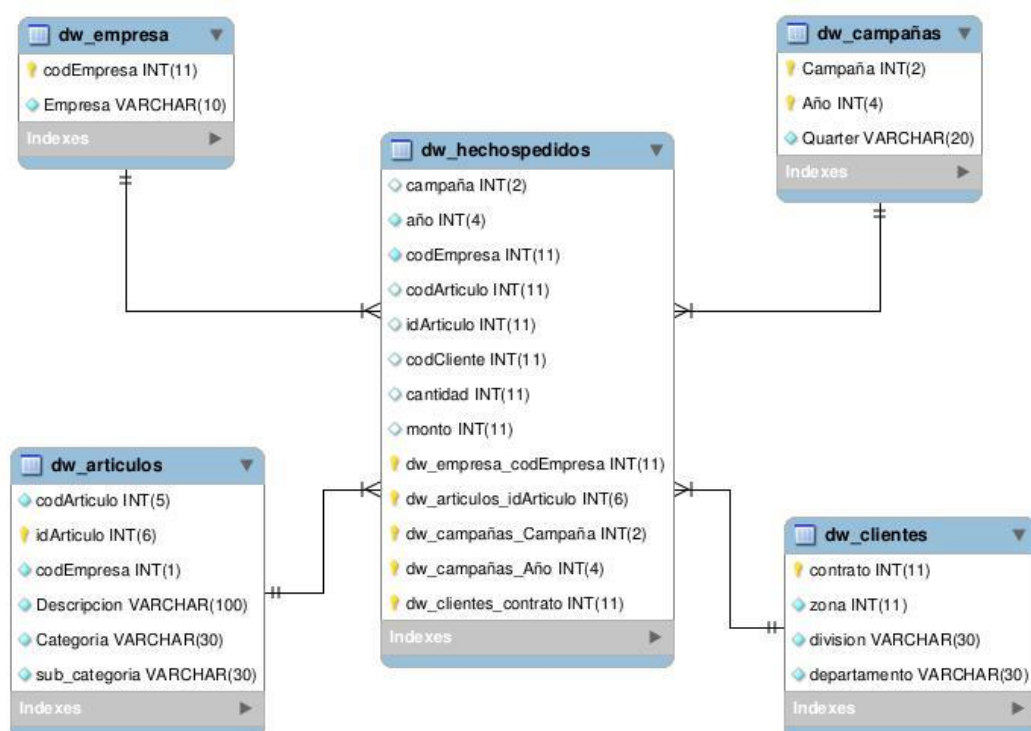 dw_empresa
codEmpresa INT(11)
Empresa VARCHAR(10)
Indexes
dw_campañas
Campaña INT(2)
Año INT(4)
Quarter VARCHAR(20)
Indexes
dw_hechospedidos
campaña INT(2)
año INT(4)
codEmpresa INT(11)
codArticulo INT(11)
idArticulo INT(11)
codCliente INT(11)
cantidad INT(11)
monto INT(11)
dw_empresa_codEmpresa INT(11)
dw_articulos_idArticulo INT(6)
dw_campañas_Campaña INT(2)
dw_campañas_Año INT(4)
dw_clientes_contrato INT(11)
Indexes
dw_articulos
codArticulo INT(5)
idArticulo INT(6)
codEmpresa INT(1)
Descripcion VARCHAR(100)
Categoria VARCHAR(30)
sub_categoria VARCHAR(30)
Indexes
dw_clientes
contrato INT(11)
zona INT(11)
division VARCHAR(30)
departamento VARCHAR(30)
Indexes